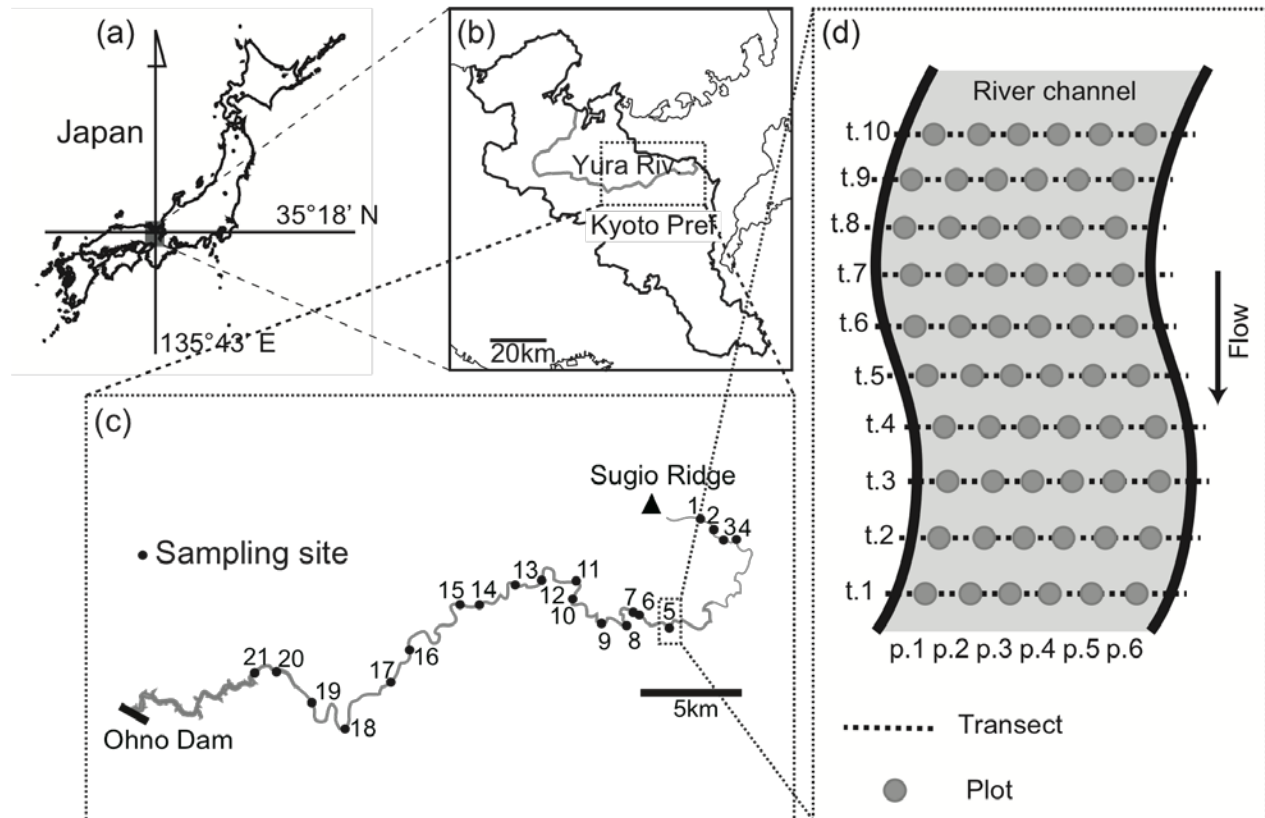 (a)
Japan
35°18' N
135°43' E
(b)
Yura Riv.
Kyoto Pref
20km
(c)
Sugio Ridge
1
2
34
Sampling site
15
14
13
11
12
10
7
6
5
9
8
16
17
21
20
19
18
5km
Ohno Dam
(d)
River channel
t.10
t.9
t.8
t.7
t.6
t.5
t.4
t.3
t.2
t.1
Flow
p.1 p.2 p.3 p.4 p.5 p.6
Transect
Plot